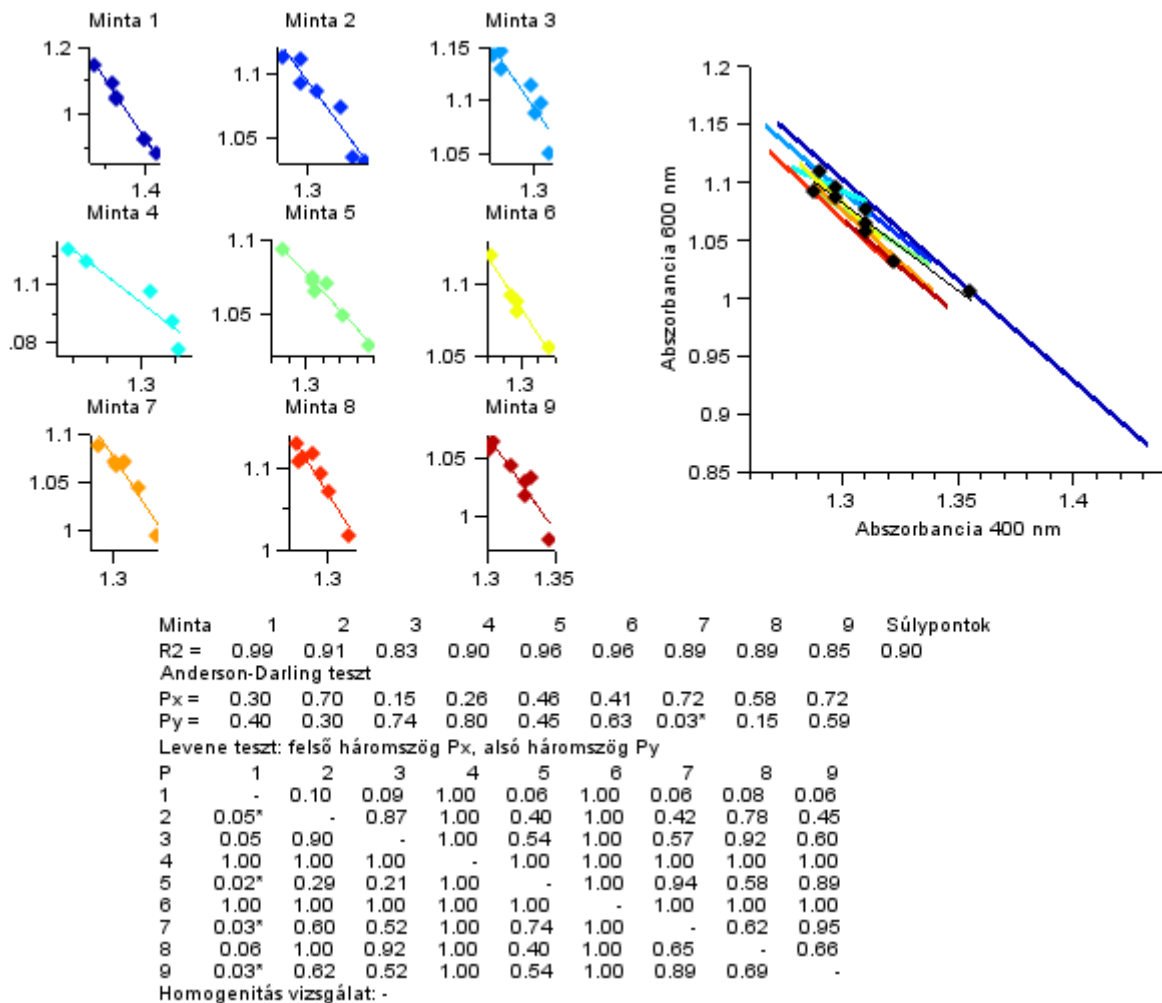 Minta 1
Minta 2
Minta 3
1.2
1
1.4
1.1
1.05
1.3
1.15
1.1
1.05
1.3
Minta 4
Minta 5
Minta 6
1.1
.08
1.3
1.1
1.05
1.3
1.1
1.05
1.3
Minta 7
Minta 8
Minta 9
1.1
1.05
1
1.3
1.1
1
1.3
1.05
1
1.3 1.35
1.2
1.15
1.1
1.05
1
0.95
0.9
0.85
Abszorbancia 600 nm
1.3 1.35 1.4
Abszorbancia 400 nm
Minta 1 2 3 4 5 6 7 8 9 Súlypontok
R2 = 0.99 0.91 0.83 0.90 0.96 0.96 0.89 0.89 0.85 0.90
Anderson-Darling teszt
Px = 0.30 0.70 0.15 0.26 0.46 0.41 0.72 0.58 0.72
Py = 0.40 0.30 0.74 0.80 0.45 0.63 0.03* 0.15 0.59
Levene teszt: felső háromszög Px, alsó háromszög Py
P 1 2 3 4 5 6 7 8 9
1 - 0.10 0.09 1.00 0.06 1.00 0.06 0.08 0.06
2 0.05* - 0.87 1.00 0.40 1.00 0.42 0.78 0.45
3 0.05 0.90 - 1.00 0.54 1.00 0.57 0.92 0.60
4 1.00 1.00 1.00 - 1.00 1.00 1.00 1.00 1.00
5 0.02* 0.29 0.21 1.00 - 1.00 0.94 0.58 0.89
6 1.00 1.00 1.00 1.00 1.00 - 1.00 1.00 1.00
7 0.03* 0.60 0.52 1.00 0.74 1.00 - 0.62 0.95
8 0.06 1.00 0.92 1.00 0.40 1.00 0.65 - 0.66
9 0.03* 0.62 0.52 1.00 0.54 1.00 0.89 0.69 -
Homogenitás vizsgálat: -